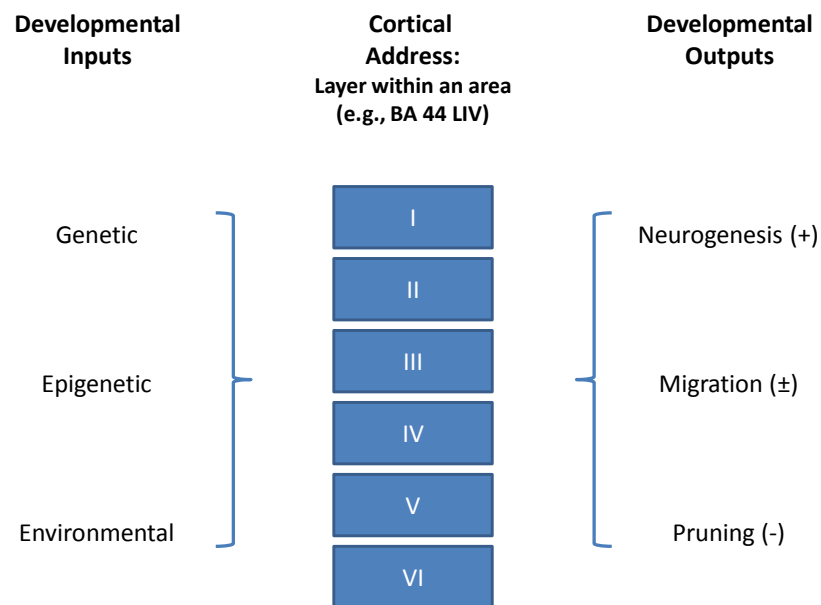 Developmental
Inputs
Cortical
Address:
Layer within an area
(e.g., BA 44 LIV)
Developmental
Outputs
Genetic
Epigenetic
Environmental
I
II
III
IV
V
VI
Neurogenesis (+)
Migration (±)
Pruning (-)